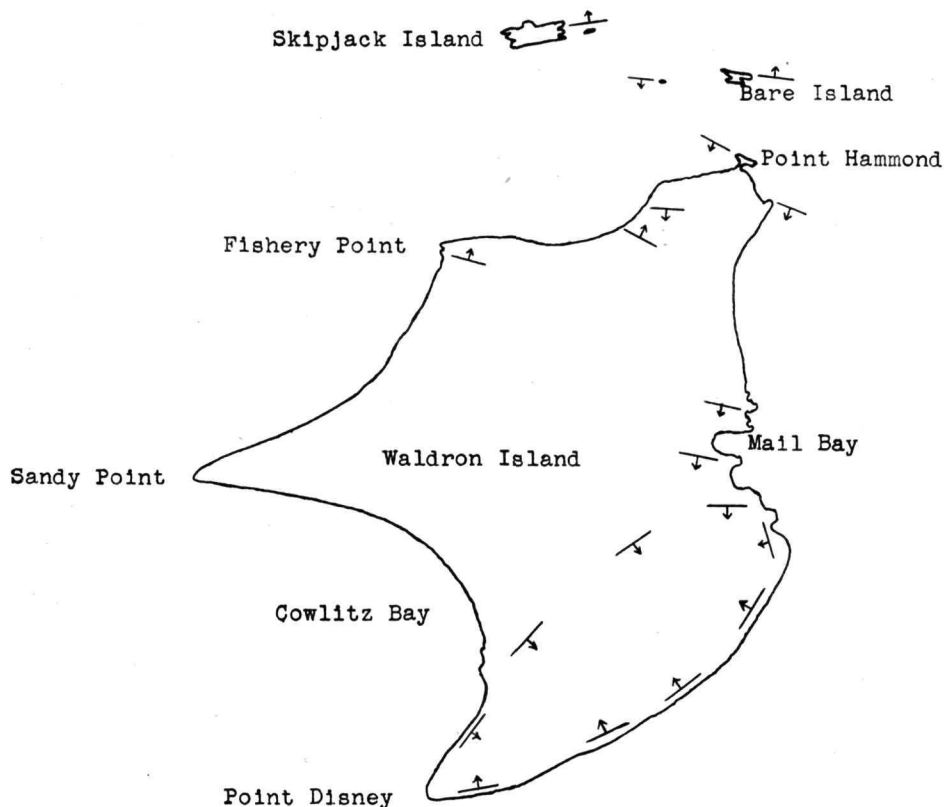 Skipjack Island
Bare Island
Point Hammond
Fishery Point
Mail Bay
Waldron Island
Sandy Point
Cowlitz Bay
Point Disney